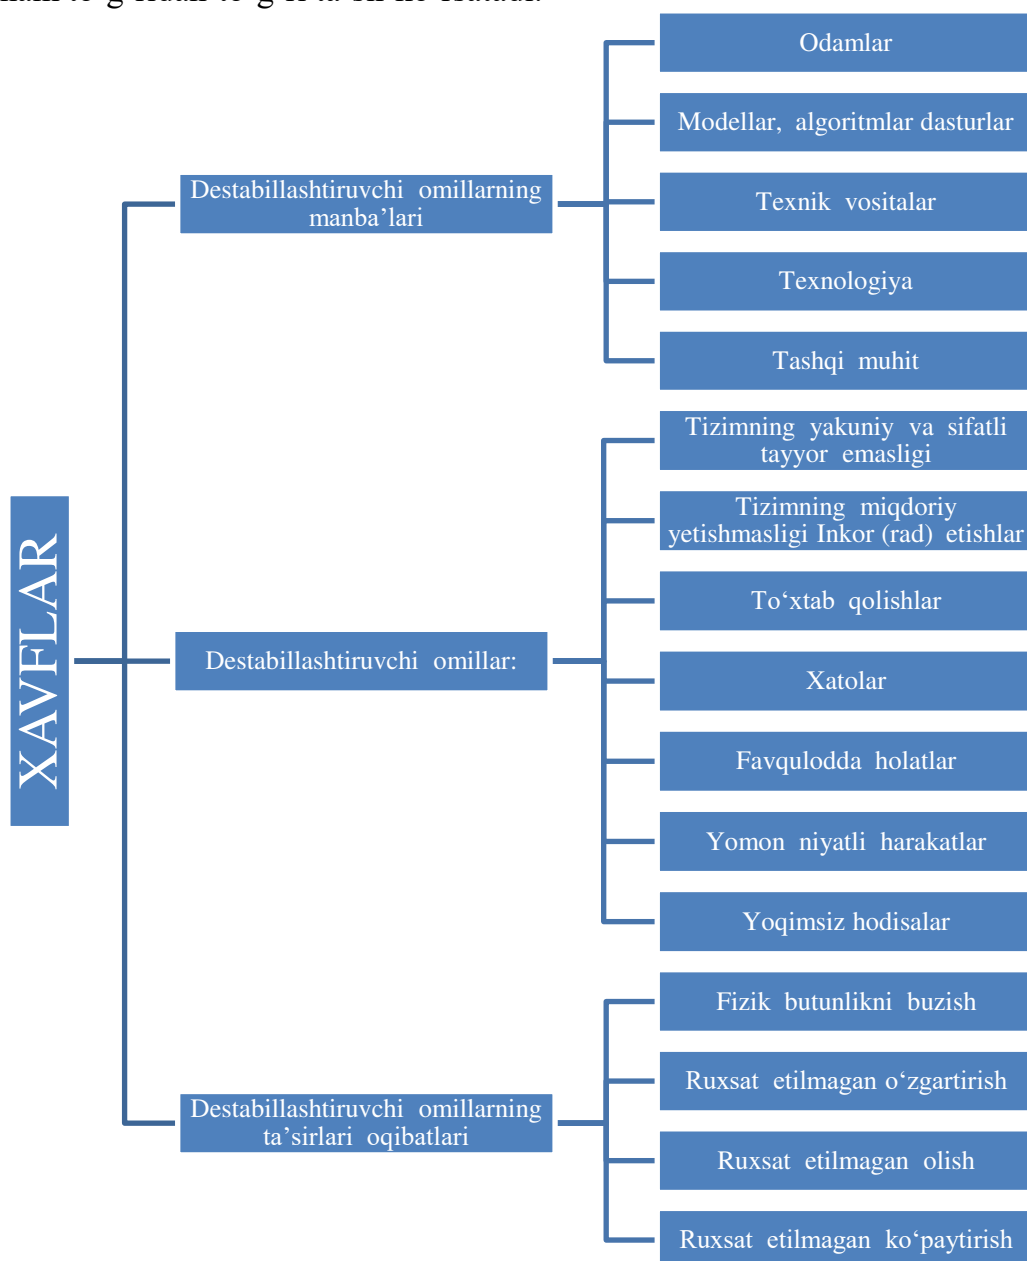 XAVFLAR
Destabillashtiruvchi omillarning
manba’lari
Odamlar
Modellar, algoritmlar dasturlar
Texnik vositalar
Texnologiya
Tashqi muhit
Destabillashtiruvchi omillar:
Tizimning yakuniy va sifatli
tayyor emasligi
Tizimning miqdoriy
yetishmasligi Inkor (rad) etishlar
To‘xtab qolishlar
Xatolar
Favqulodda holatlar
Yomon niyatli harakatlar
Yoqimsiz hodisalar
Destabillashtiruvchi omillarning
ta’sirlari oqibatlari
Fizik butunlikni buzish
Ruxsat etilmagan o‘zgartirish
Ruxsat etilmagan olish
Ruxsat etilmagan ko‘paytirish